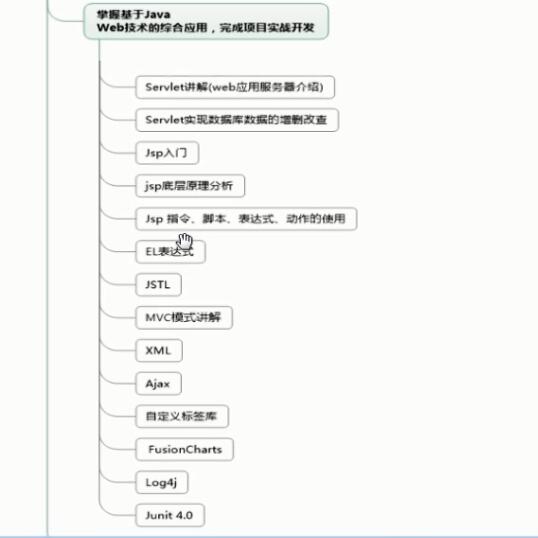 掌握基于Java
Web技术的综合应用，完成项目实战开发
Servlet讲解(web应用服务器介绍)
Servlet实现数据库数据的增删改查
Jsp入门
jsp底层原理分析
Jsp 指令、脚本、表达式、动作的使用
EL表达式
JSTL
MVC模式讲解
XML
Ajax
自定义标签库
FusionCharts
Log4j
Junit 4.0